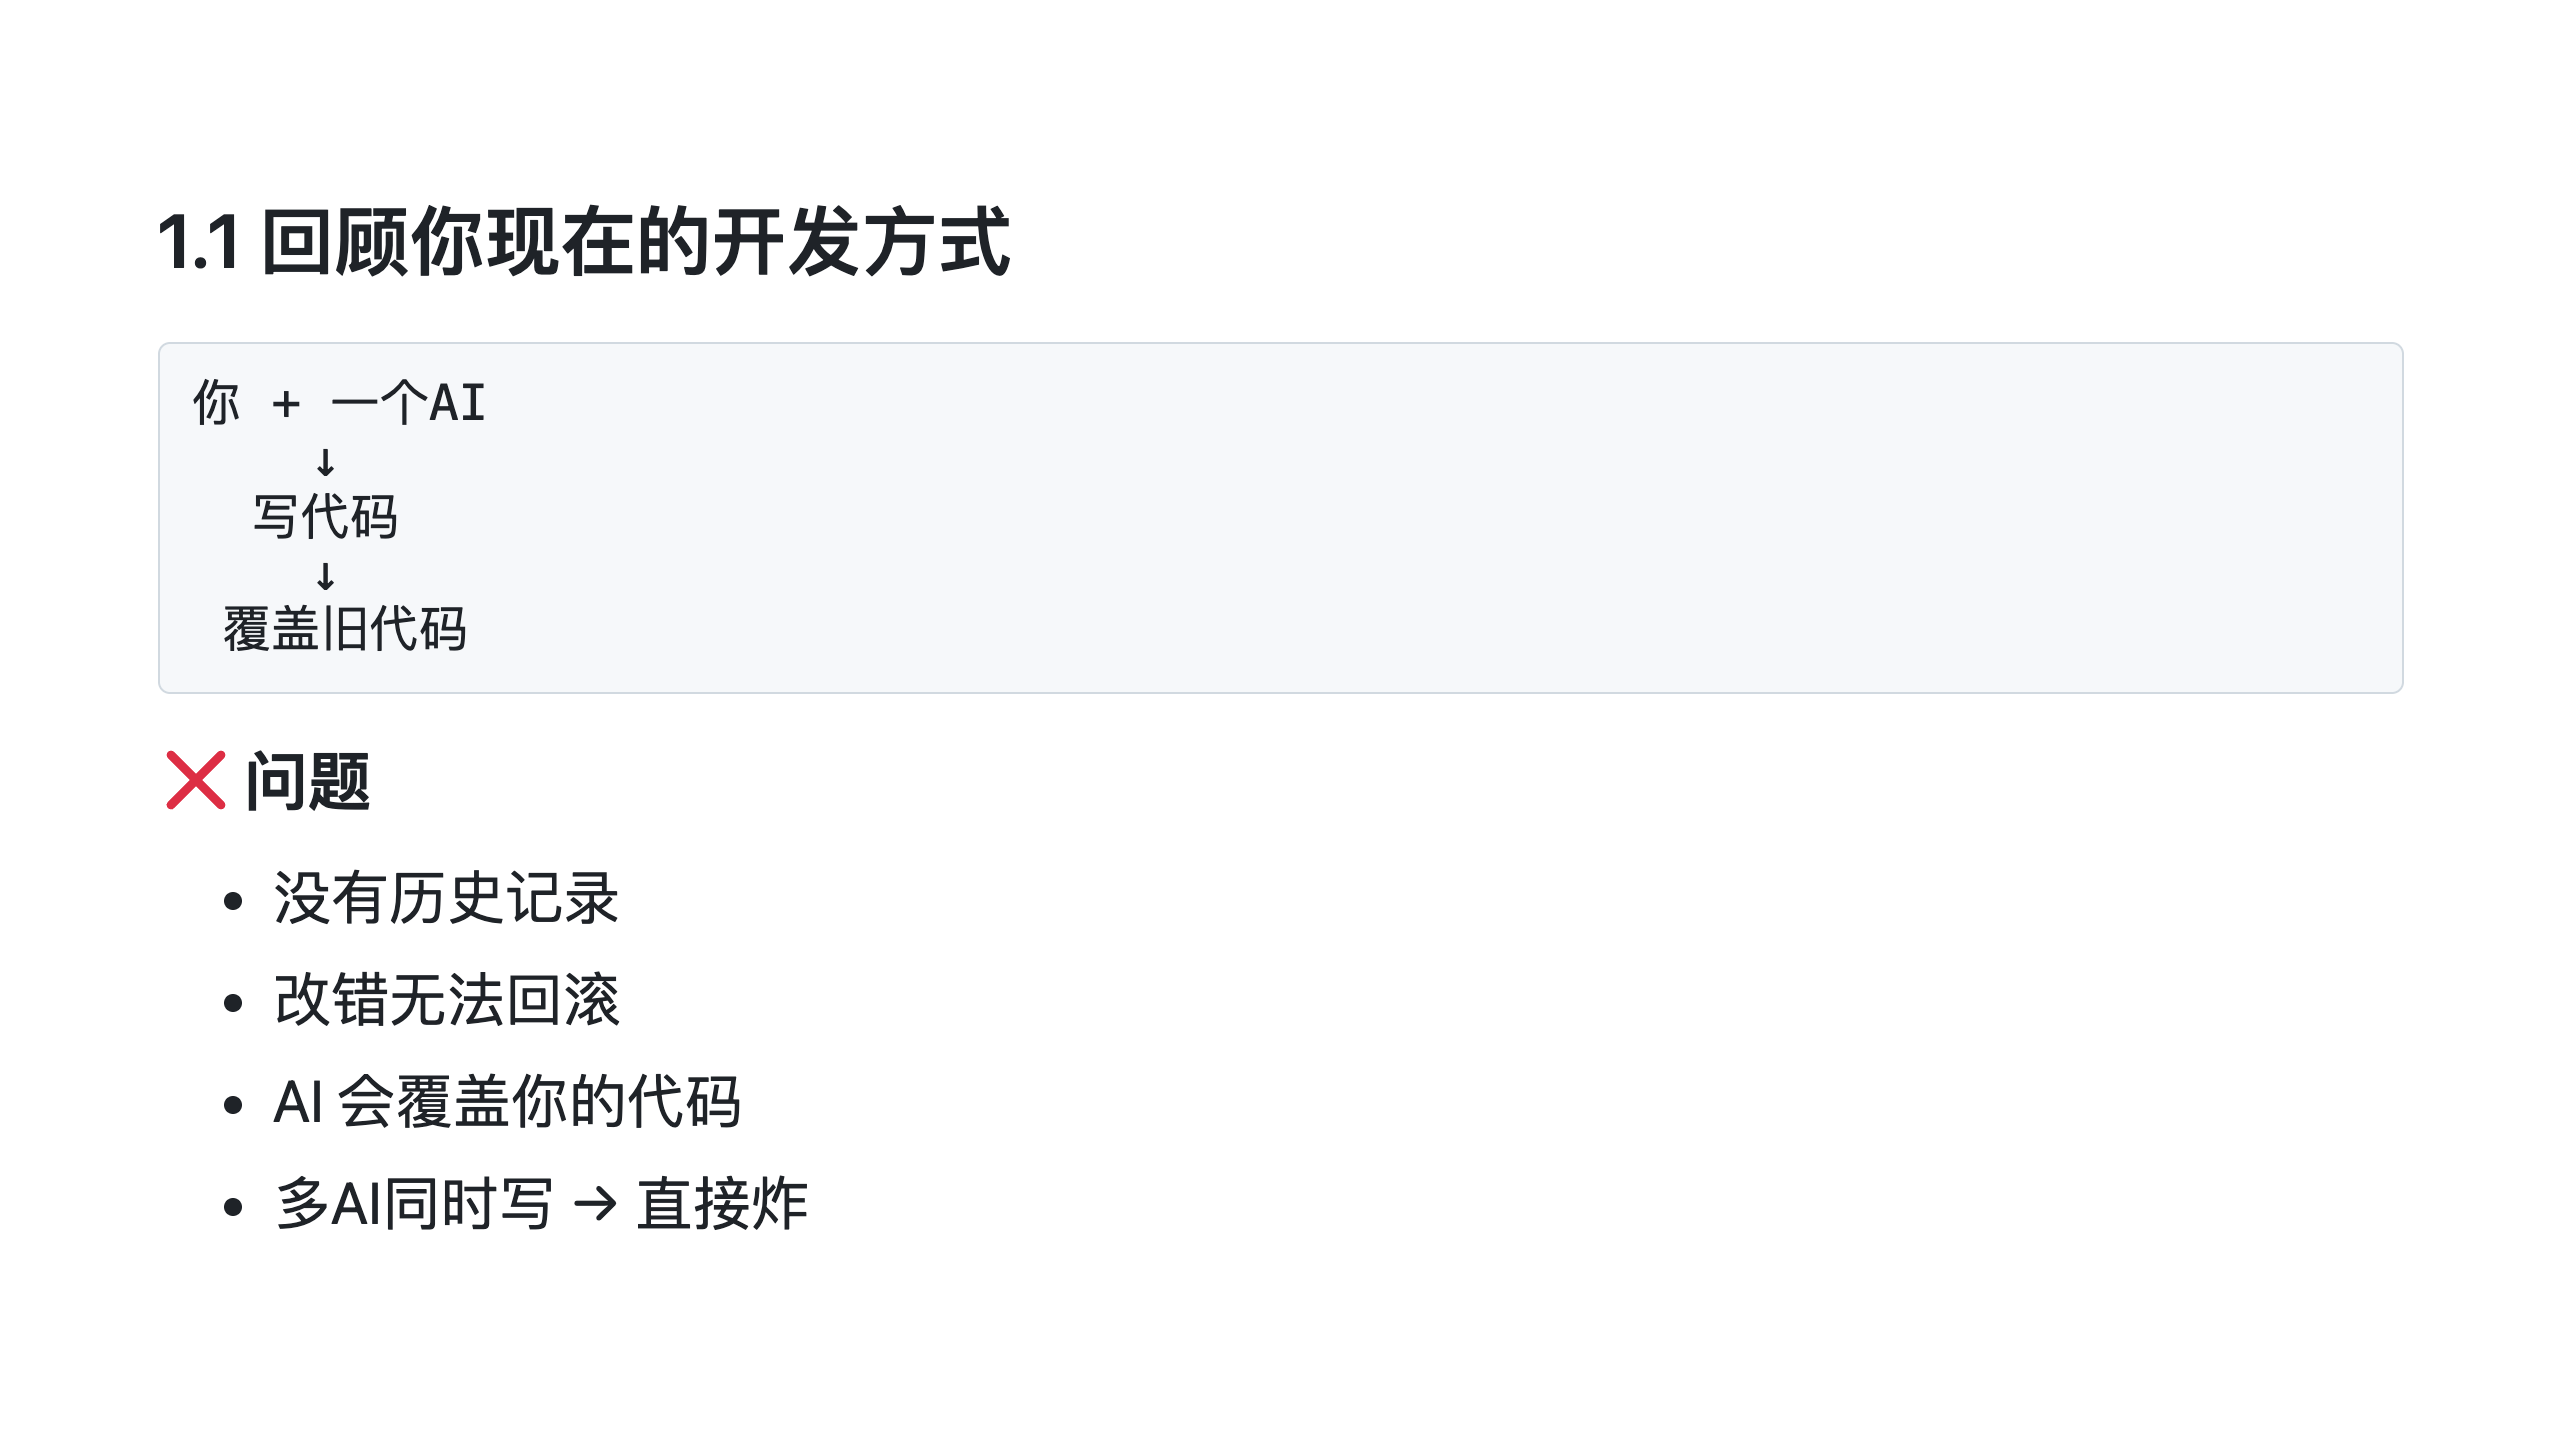 1.1 回顾你现在的开发方式
你 + 一个AI
↓
写代码
↓
覆盖旧代码
❌ 问题
• 没有历史记录
• 改错无法回滚
• AI 会覆盖你的代码
• 多AI同时写 → 直接炸